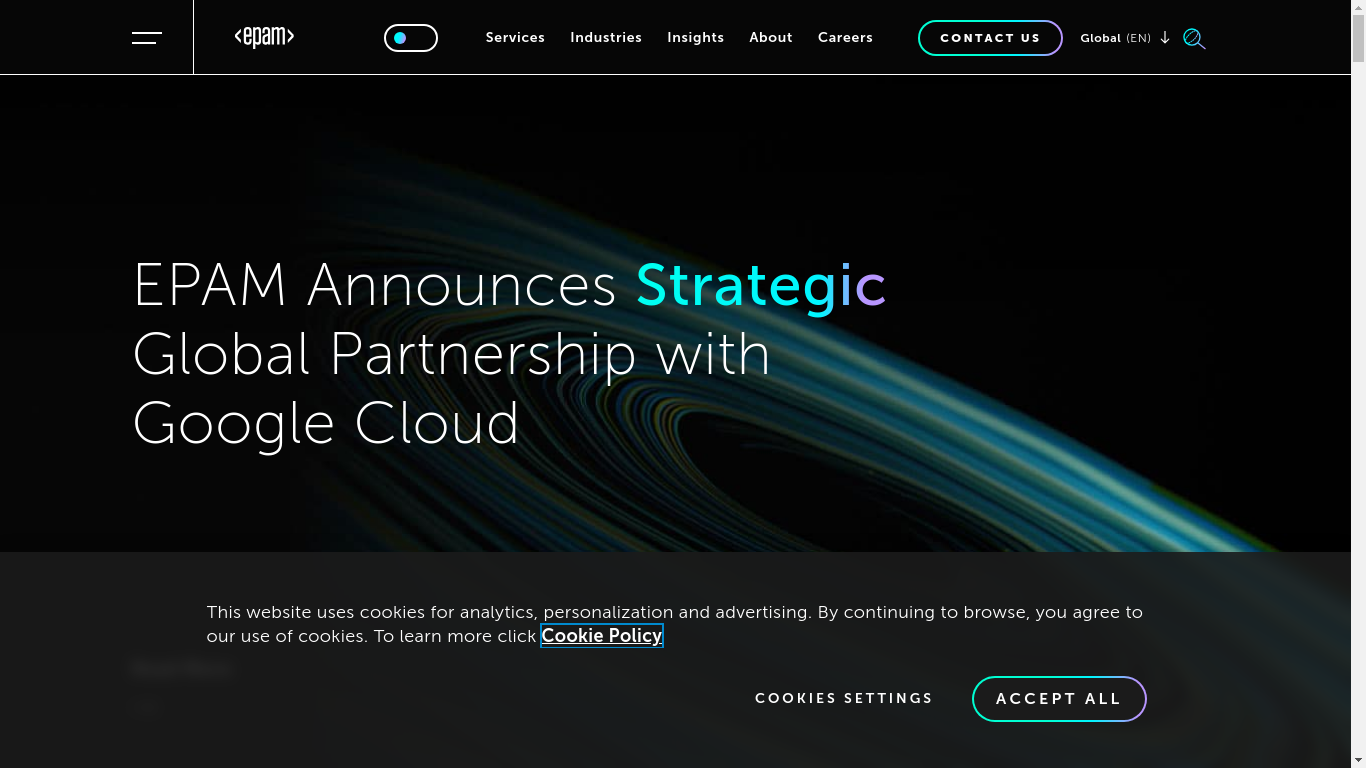 <epam>
Services
Industries
Insights
About
Careers
CONTACT US
Global (EN)
EPAM Announces Strategic
Global Partnership with
Google Cloud
This website uses cookies for analytics, personalization and advertising. By continuing to browse, you agree to
our use of cookies. To learn more click Cookie Policy
COOKIES SETTINGS
ACCEPT ALL